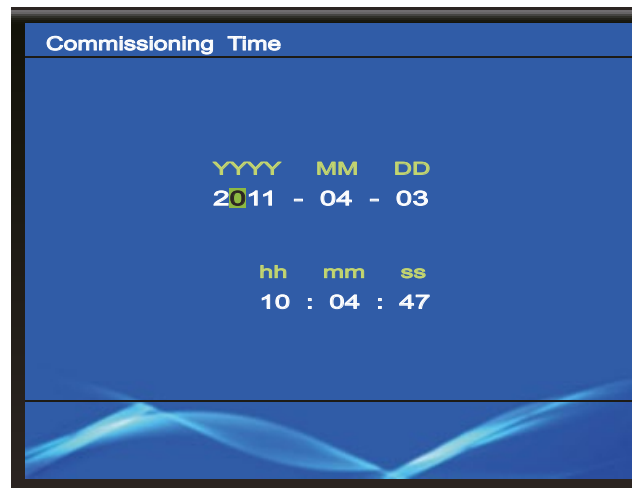 Commissioning Time
YYYY MM DD
2011 - 04 - 03
hh mm ss
10 : 04 : 47